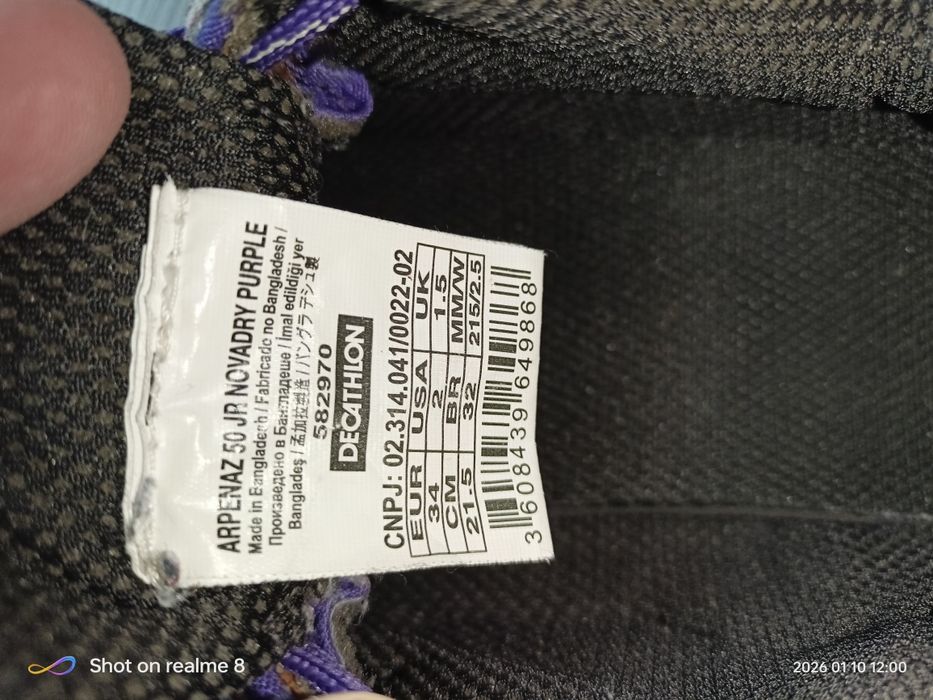 ARPENAZ 50 JR NOVADRY PURPLE
Made in Bangladesh / Fabricado no Bangladesh /
Произведено в Бангладеше / İmal edildiği yer
Bangladeş / 孟加拉製造 / バングラデシュ製
582970
DECATHLON
CNPJ: 02.314.041/0022-02
EUR USA UK
34 2 1.5
CM BR MM/W
21.5 32 215/2.5
3 608439 649868
Shot on realme 8
2026 01 10 12:00